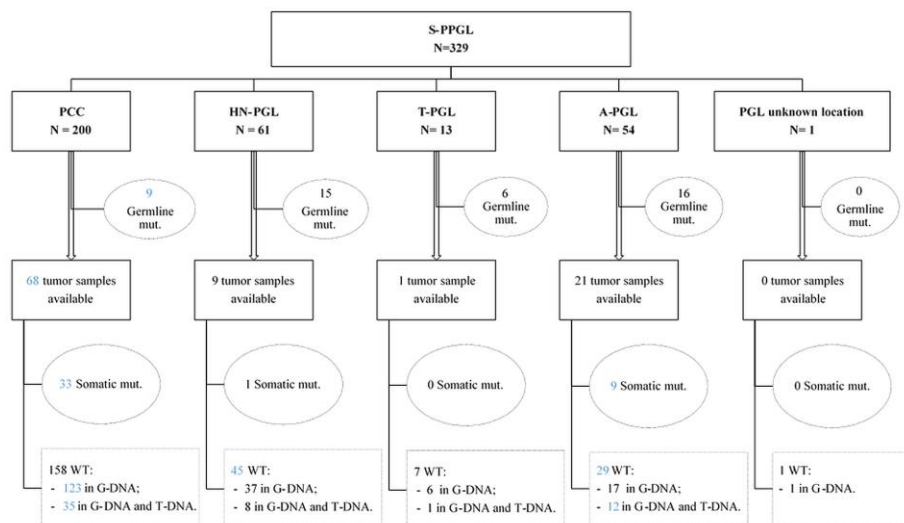 S-PPGL
N=329
PCC
N = 200
HN-PGL
N = 61
T-PGL
N= 13
A-PGL
N= 54
PGL unknown location
N= 1
9
Germline
mut.
15
Germline
mut.
6
Germline
mut.
16
Germline
mut.
0
Germline
mut.
68 tumor samples
available
9 tumor samples
available
1 tumor sample
available
21 tumor samples
available
0 tumor samples
available
33 Somatic mut.
1 Somatic mut.
0 Somatic mut.
9 Somatic mut.
0 Somatic mut.
158 WT:
- 123 in G-DNA;
- 35 in G-DNA and T-DNA.
45 WT:
- 37 in G-DNA;
- 8 in G-DNA and T-DNA.
7 WT:
- 6 in G-DNA;
- 1 in G-DNA and T-DNA.
29 WT:
- 17 in G-DNA;
- 12 in G-DNA and T-DNA.
1 WT:
- 1 in G-DNA.